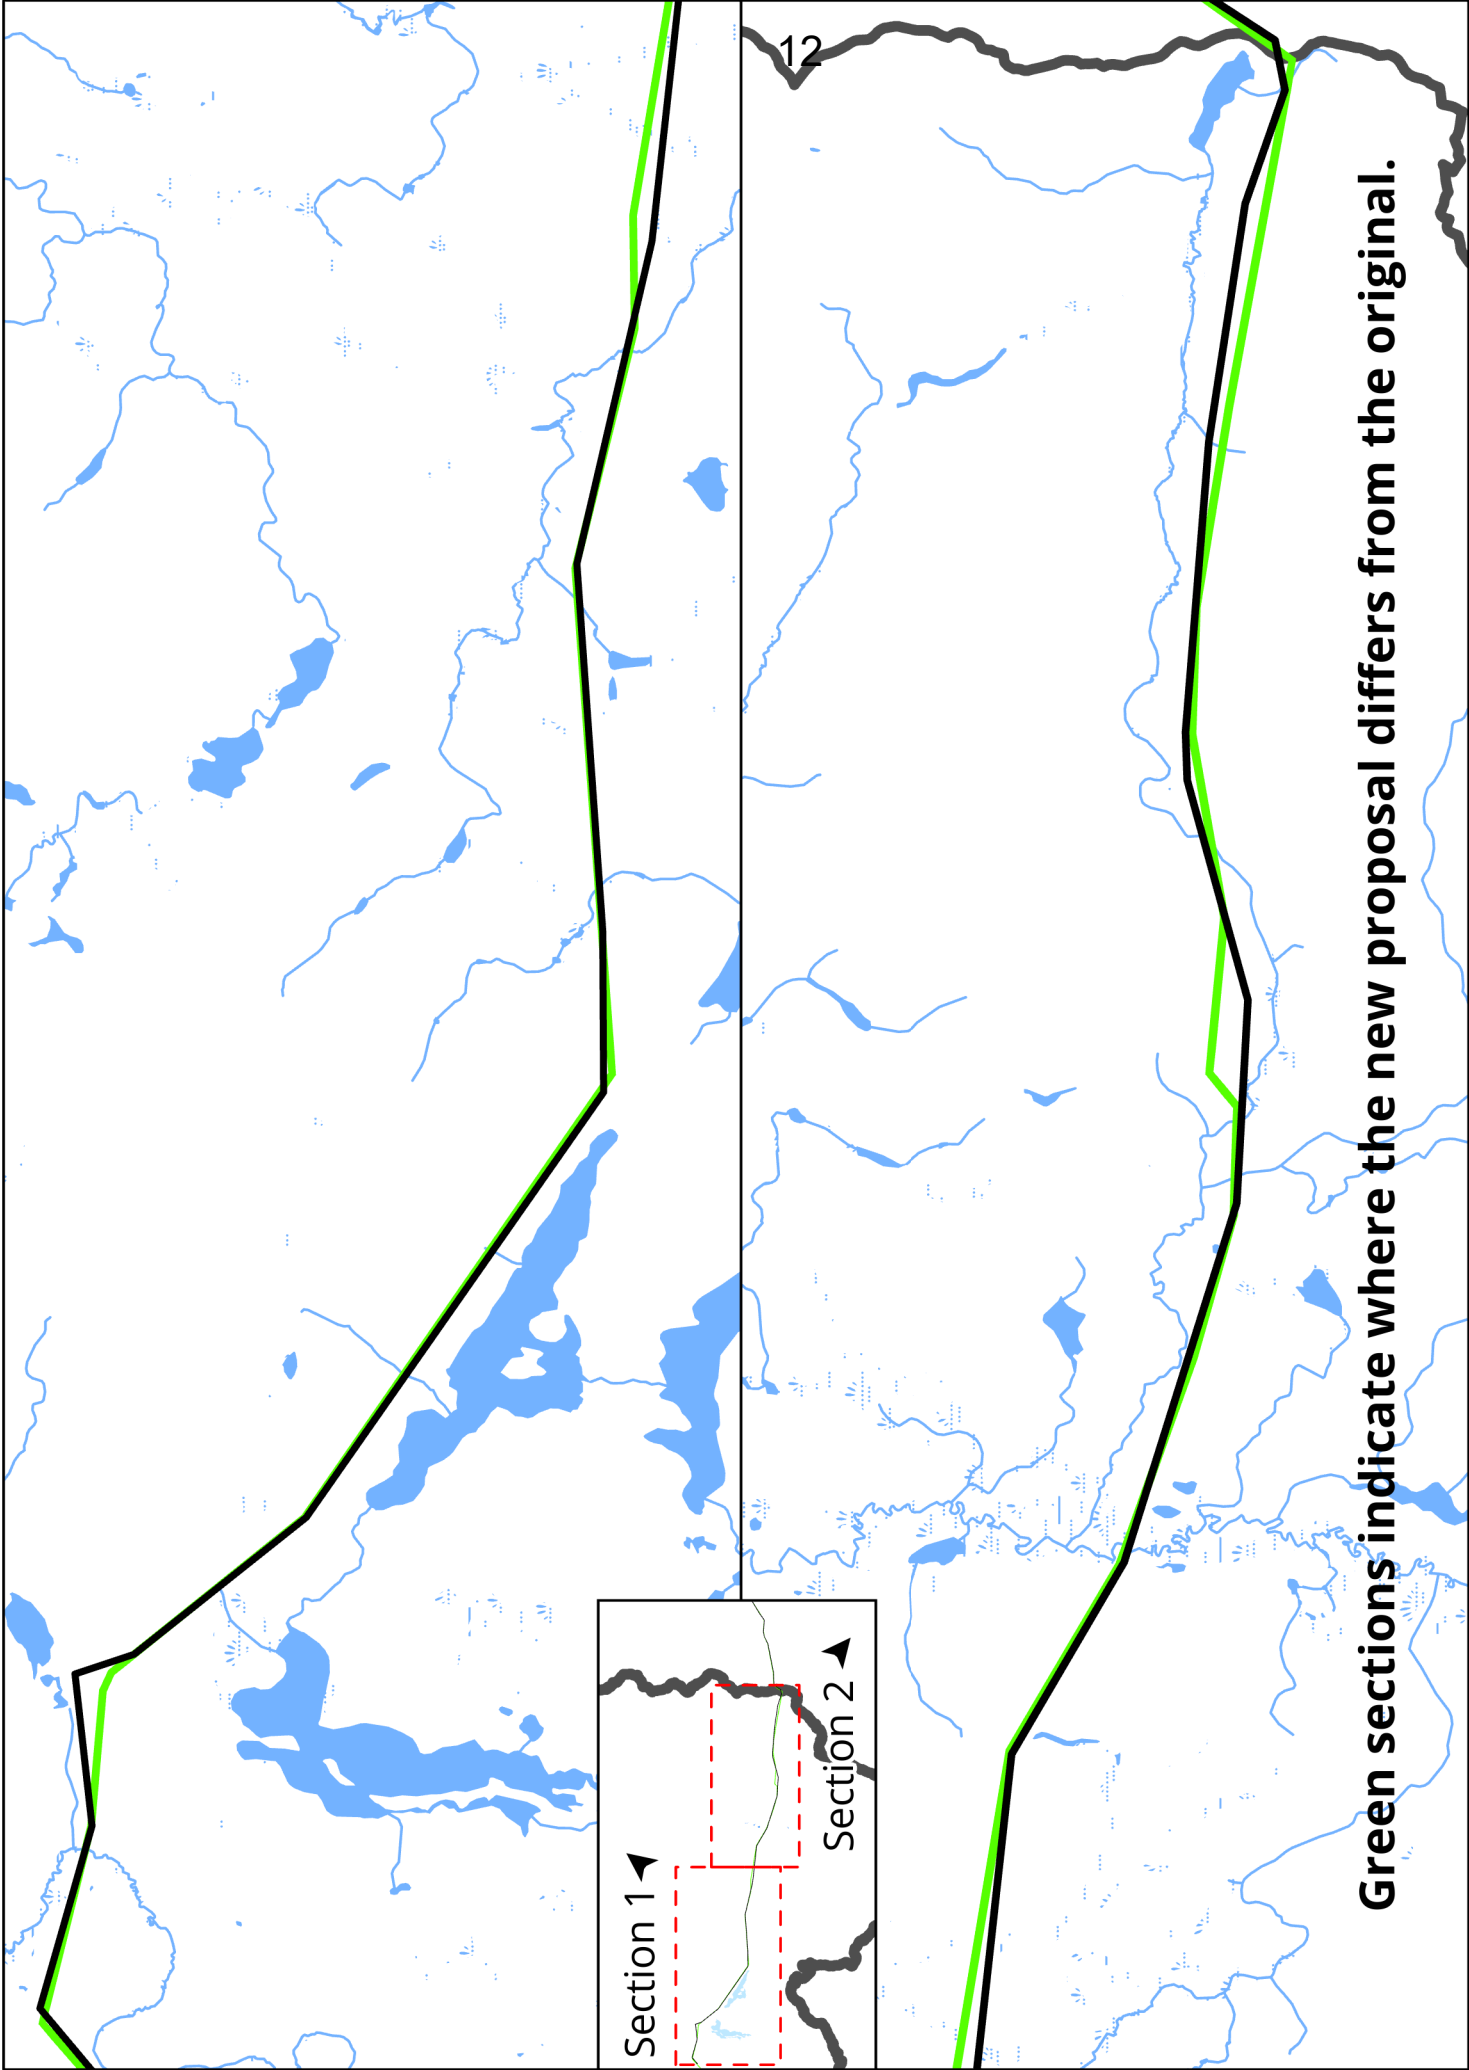 12
Section 1
Section 2
Green sections indicate where the new proposal differs from the original.